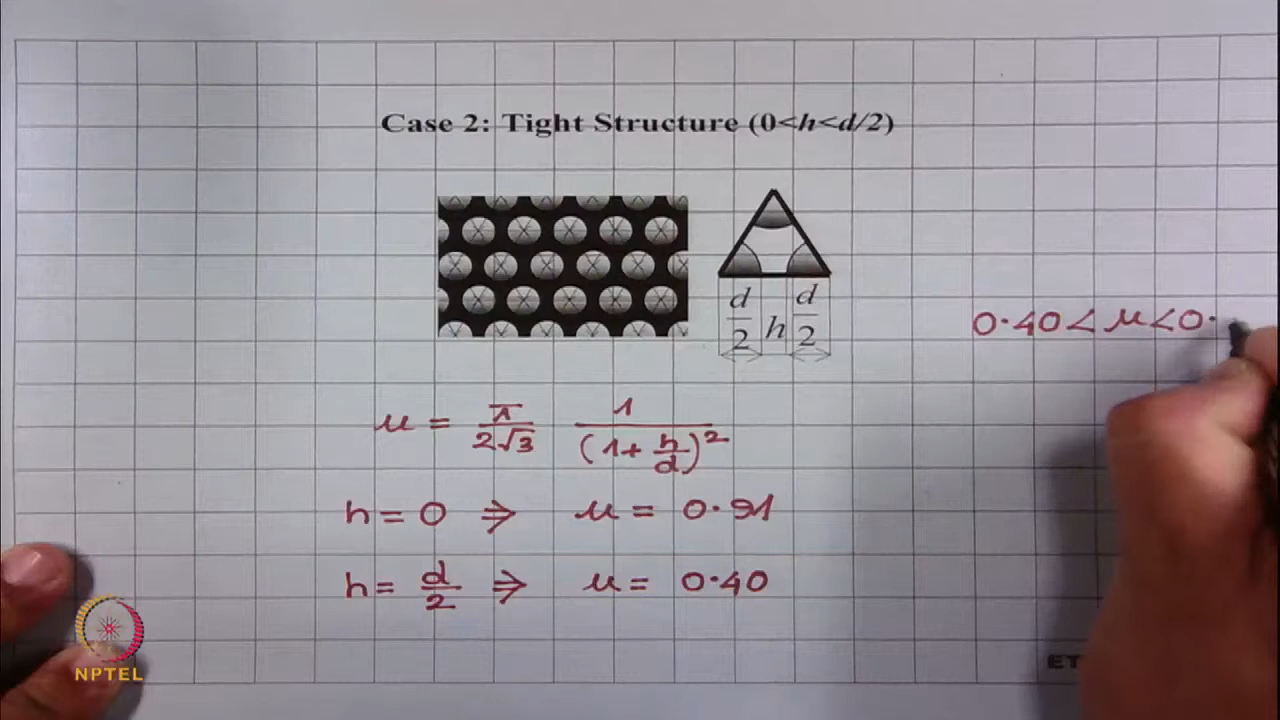 Case 2: Tight Structure (0<h<d/2)
d/2 h d/2
0.40 < μ < 0.
μ = π/2√3 1/(1+h/d)²
h = 0 ⇒ μ = 0.91
h = d/2 ⇒ μ = 0.40
NPTEL
ET